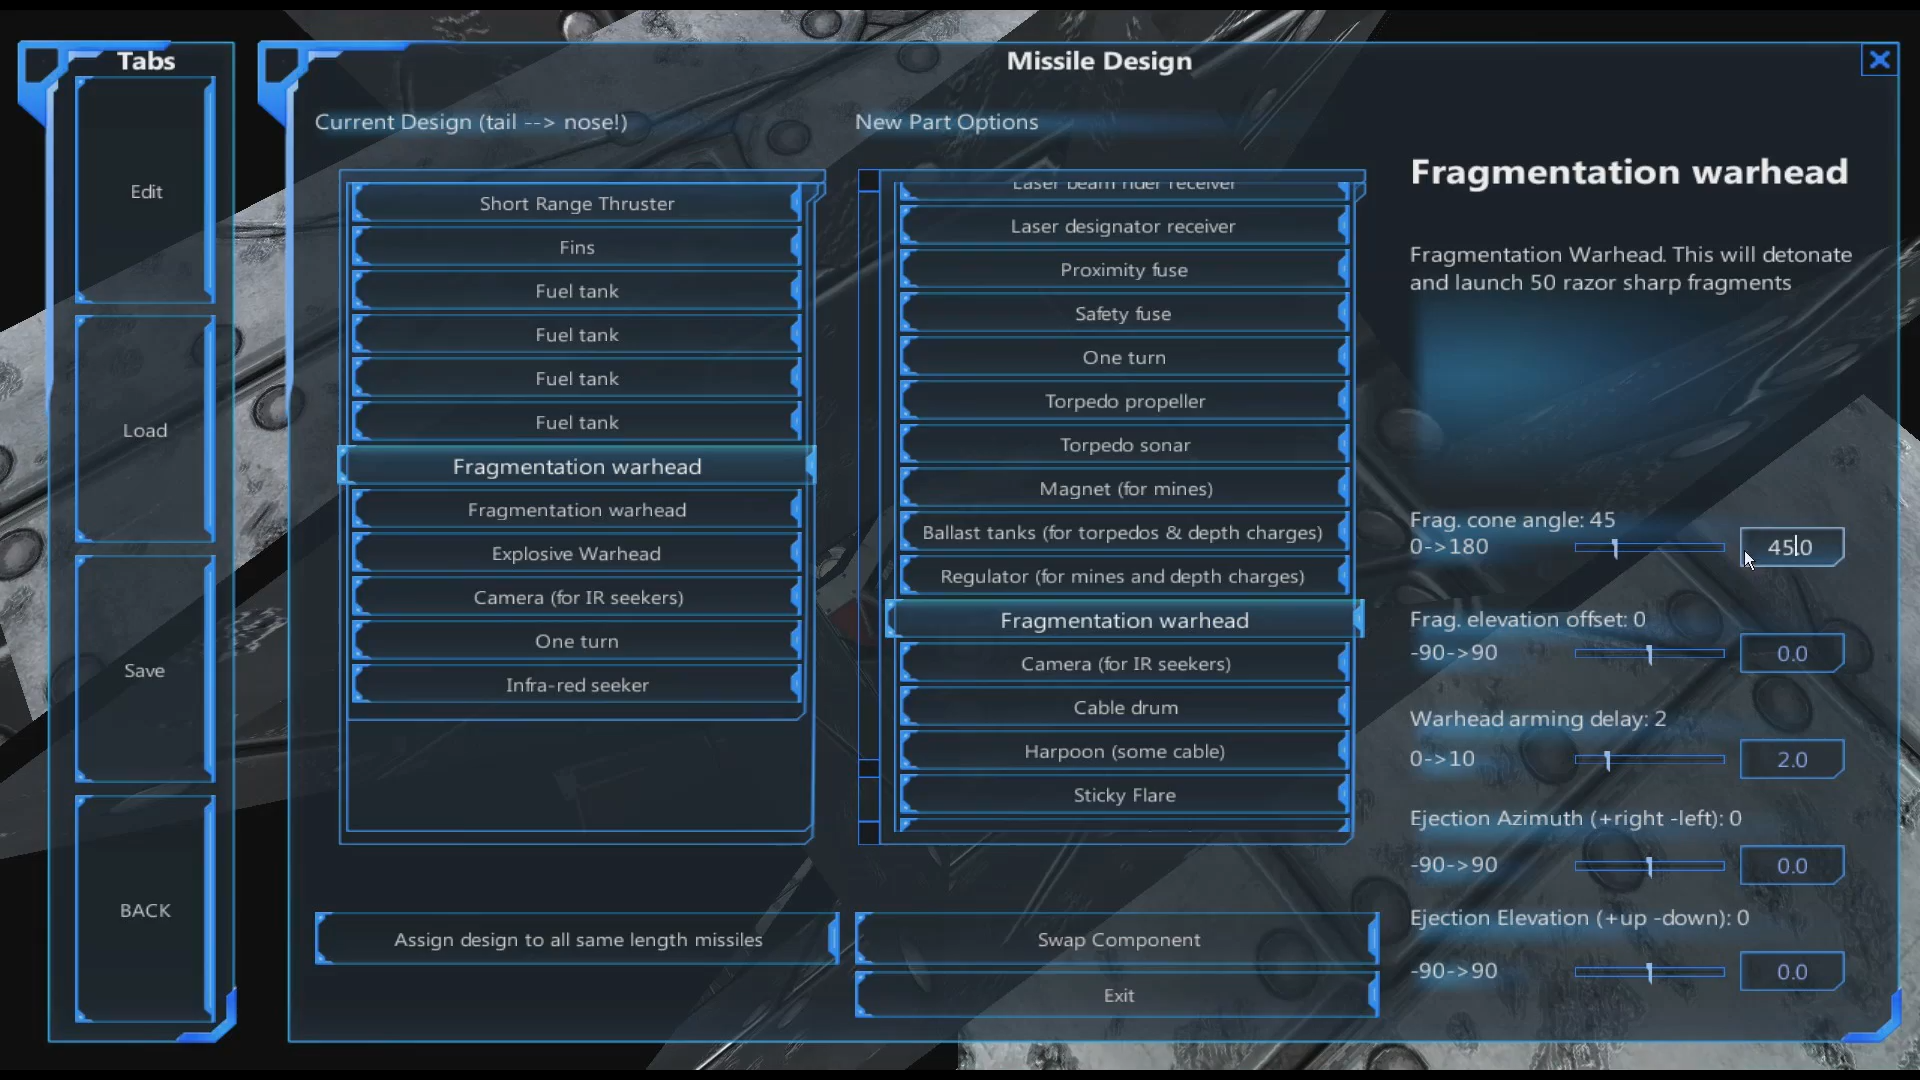 Tabs
Edit
Load
Save
BACK
Missile Design
Current Design (tail --> nose!)
Short Range Thruster
Fins
Fuel tank
Fuel tank
Fuel tank
Fuel tank
Fragmentation warhead
Fragmentation warhead
Explosive Warhead
Camera (for IR seekers)
One turn
Infra-red seeker
Assign design to all same length missiles
New Part Options
Laser beam rider receiver
Laser designator receiver
Proximity fuse
Safety fuse
One turn
Torpedo propeller
Torpedo sonar
Magnet (for mines)
Ballast tanks (for torpedos & depth charges)
Regulator (for mines and depth charges)
Fragmentation warhead
Camera (for IR seekers)
Cable drum
Harpoon (some cable)
Sticky Flare
Swap Component
Exit
Fragmentation warhead
Fragmentation Warhead. This will detonate
and launch 50 razor sharp fragments
Frag. cone angle: 45
0->180 45.0
Frag. elevation offset: 0
-90->90 0.0
Warhead arming delay: 2
0->10 2.0
Ejection Azimuth (+right -left): 0
-90->90 0.0
Ejection Elevation (+up -down): 0
-90->90 0.0